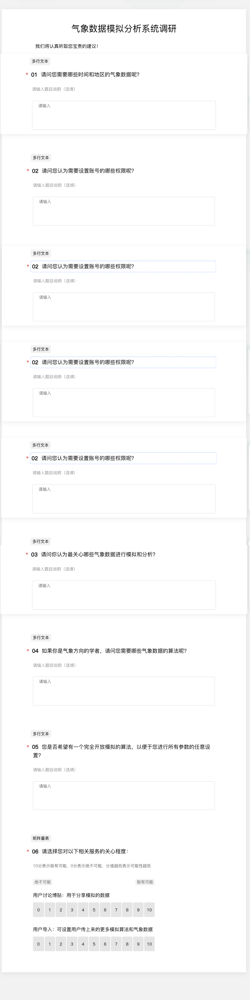 气象数据模拟分析系统调研
我们将认真听取您宝贵的建议！
多行文本
* 01 请问您需要哪些时间和地区的气象数据呢？
请输入题目说明（选填）
请输入
多行文本
* 02 请问您认为需要设置账号的哪些权限呢？
请输入题目说明（选填）
请输入
多行文本
* 02 请问您认为需要设置账号的哪些权限呢？
请输入题目说明（选填）
请输入
多行文本
* 02 请问您认为需要设置账号的哪些权限呢？
请输入题目说明（选填）
请输入
多行文本
* 02 请问您认为需要设置账号的哪些权限呢？
请输入题目说明（选填）
请输入
多行文本
* 03 请问你认为最关心哪些气象数据进行模拟和分析？
请输入题目说明（选填）
请输入
多行文本
* 04 如果你是气象方向的学者，请问您需要哪些气象数据的算法呢？
请输入题目说明（选填）
请输入
多行文本
* 05 您是否希望有一个完全开放模拟的算法，以便于您进行所有参数的任意设
置？
请输入题目说明（选填）
请输入
矩阵量表
* 06 请选择您对以下相关服务的关心程度：
10分表示极有可能，0分表示绝不可能，分值越低表示可能性越低
绝不可能 极有可能
用户讨论博贴：用于分享模拟的数据
0 1 2 3 4 5 6 7 8 9 10
用户导入：可设置用户传上来的更多模拟算法和气象数据
0 1 2 3 4 5 6 7 8 9 10